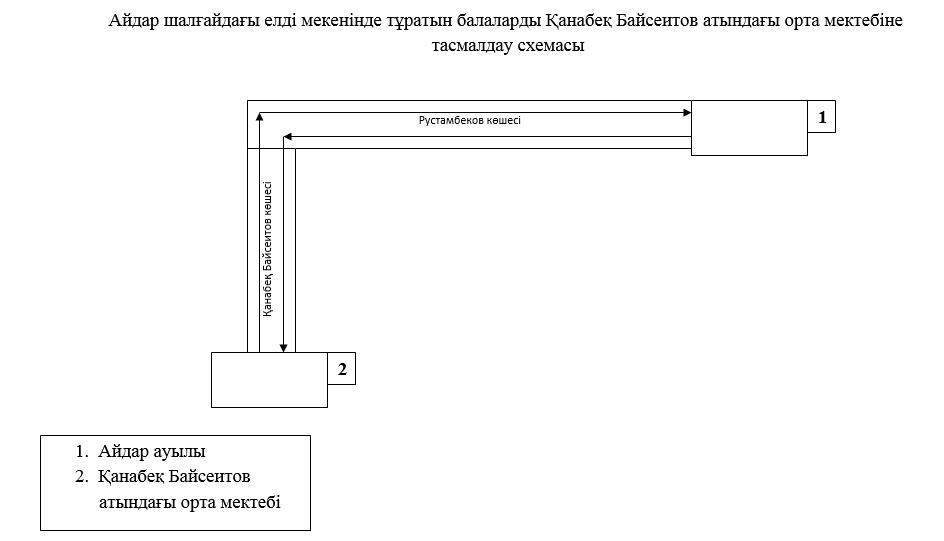 Айдар шалғайдағы елді мекенінде тұратын балаларды Қанабек Байсеитов атындағы орта мектебіне
тасмалдау схемасы
1
Рустамбеков көшесі
Қанабек Байсеитов көшесі
2
1. Айдар ауылы
2. Қанабек Байсеитов
атындағы орта мектебі